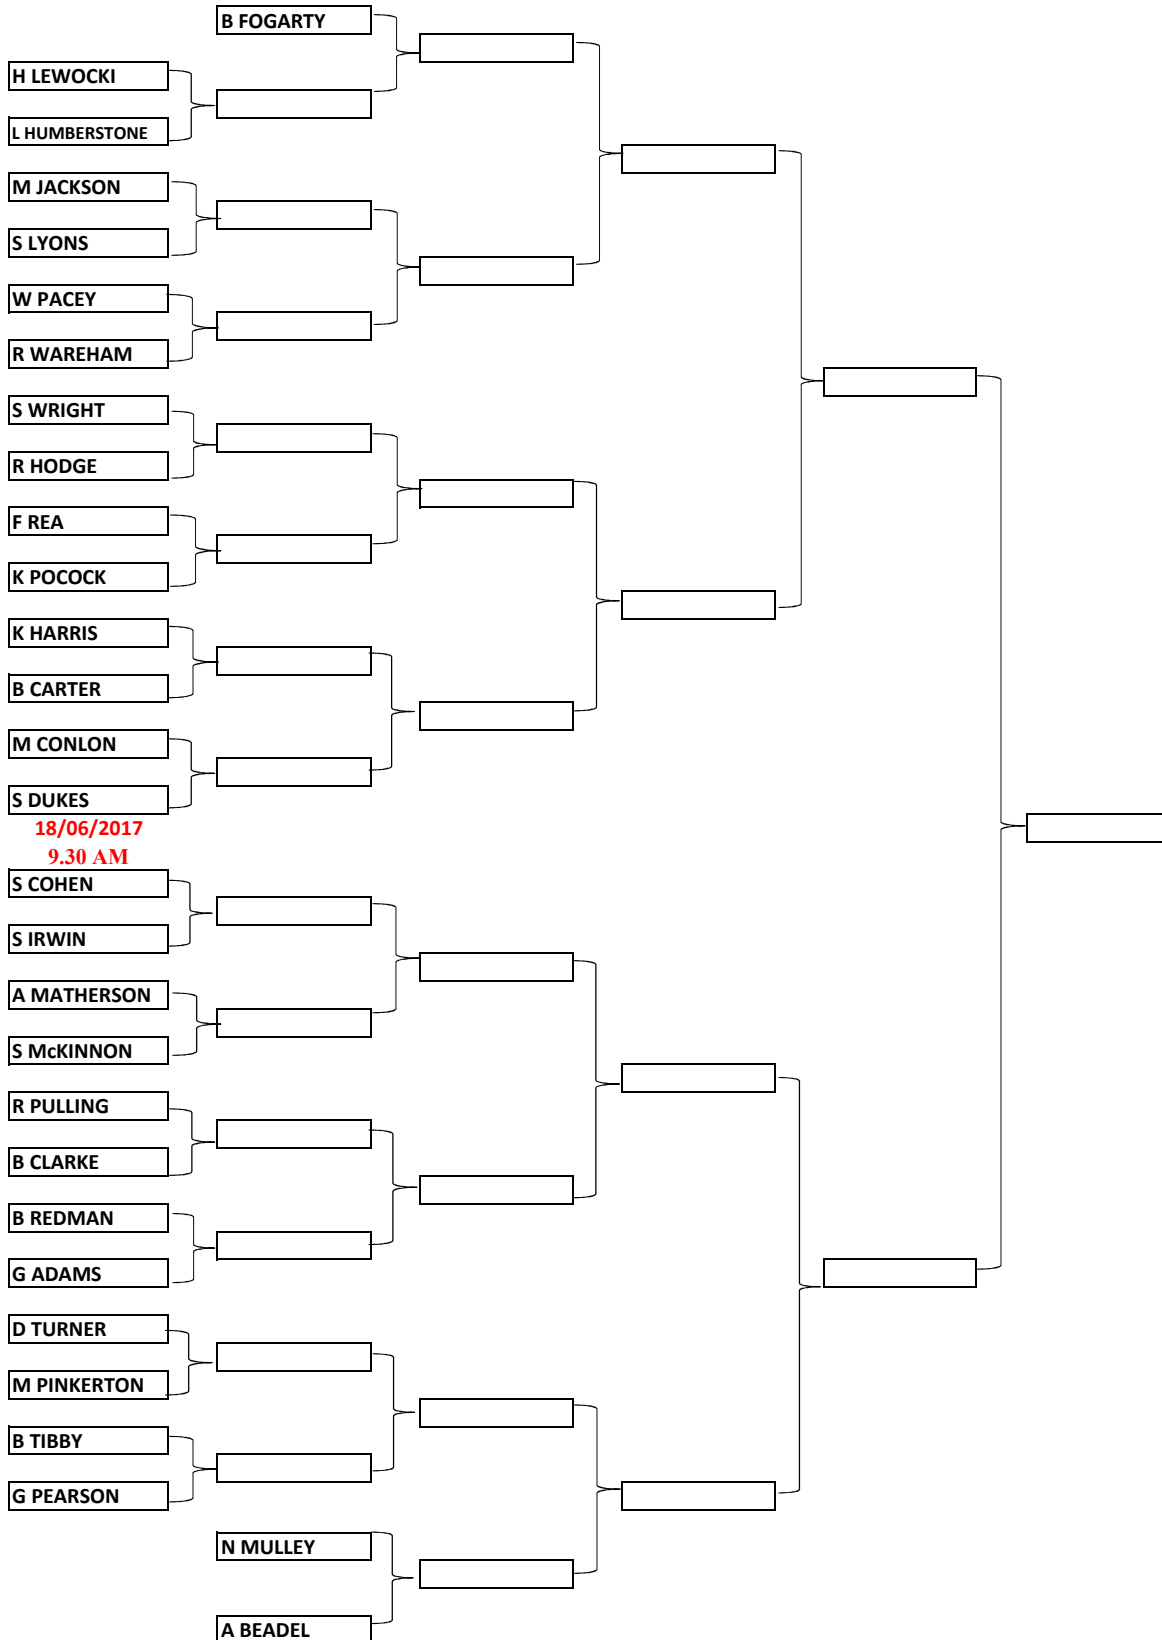 B FOGARTY
H LEWOCKI
L HUMBERSTONE
M JACKSON
S LYONS
W PACEY
R WAREHAM
S WRIGHT
R HODGE
F REA
K POCOCK
K HARRIS
B CARTER
M CONLON
S DUKES
18/06/2017
9.30 AM
S COHEN
S IRWIN
A MATHERSON
S McKINNON
R PULLING
B CLARKE
B REDMAN
G ADAMS
D TURNER
M PINKERTON
B TIBBY
G PEARSON
N MULLEY
A BEADEL